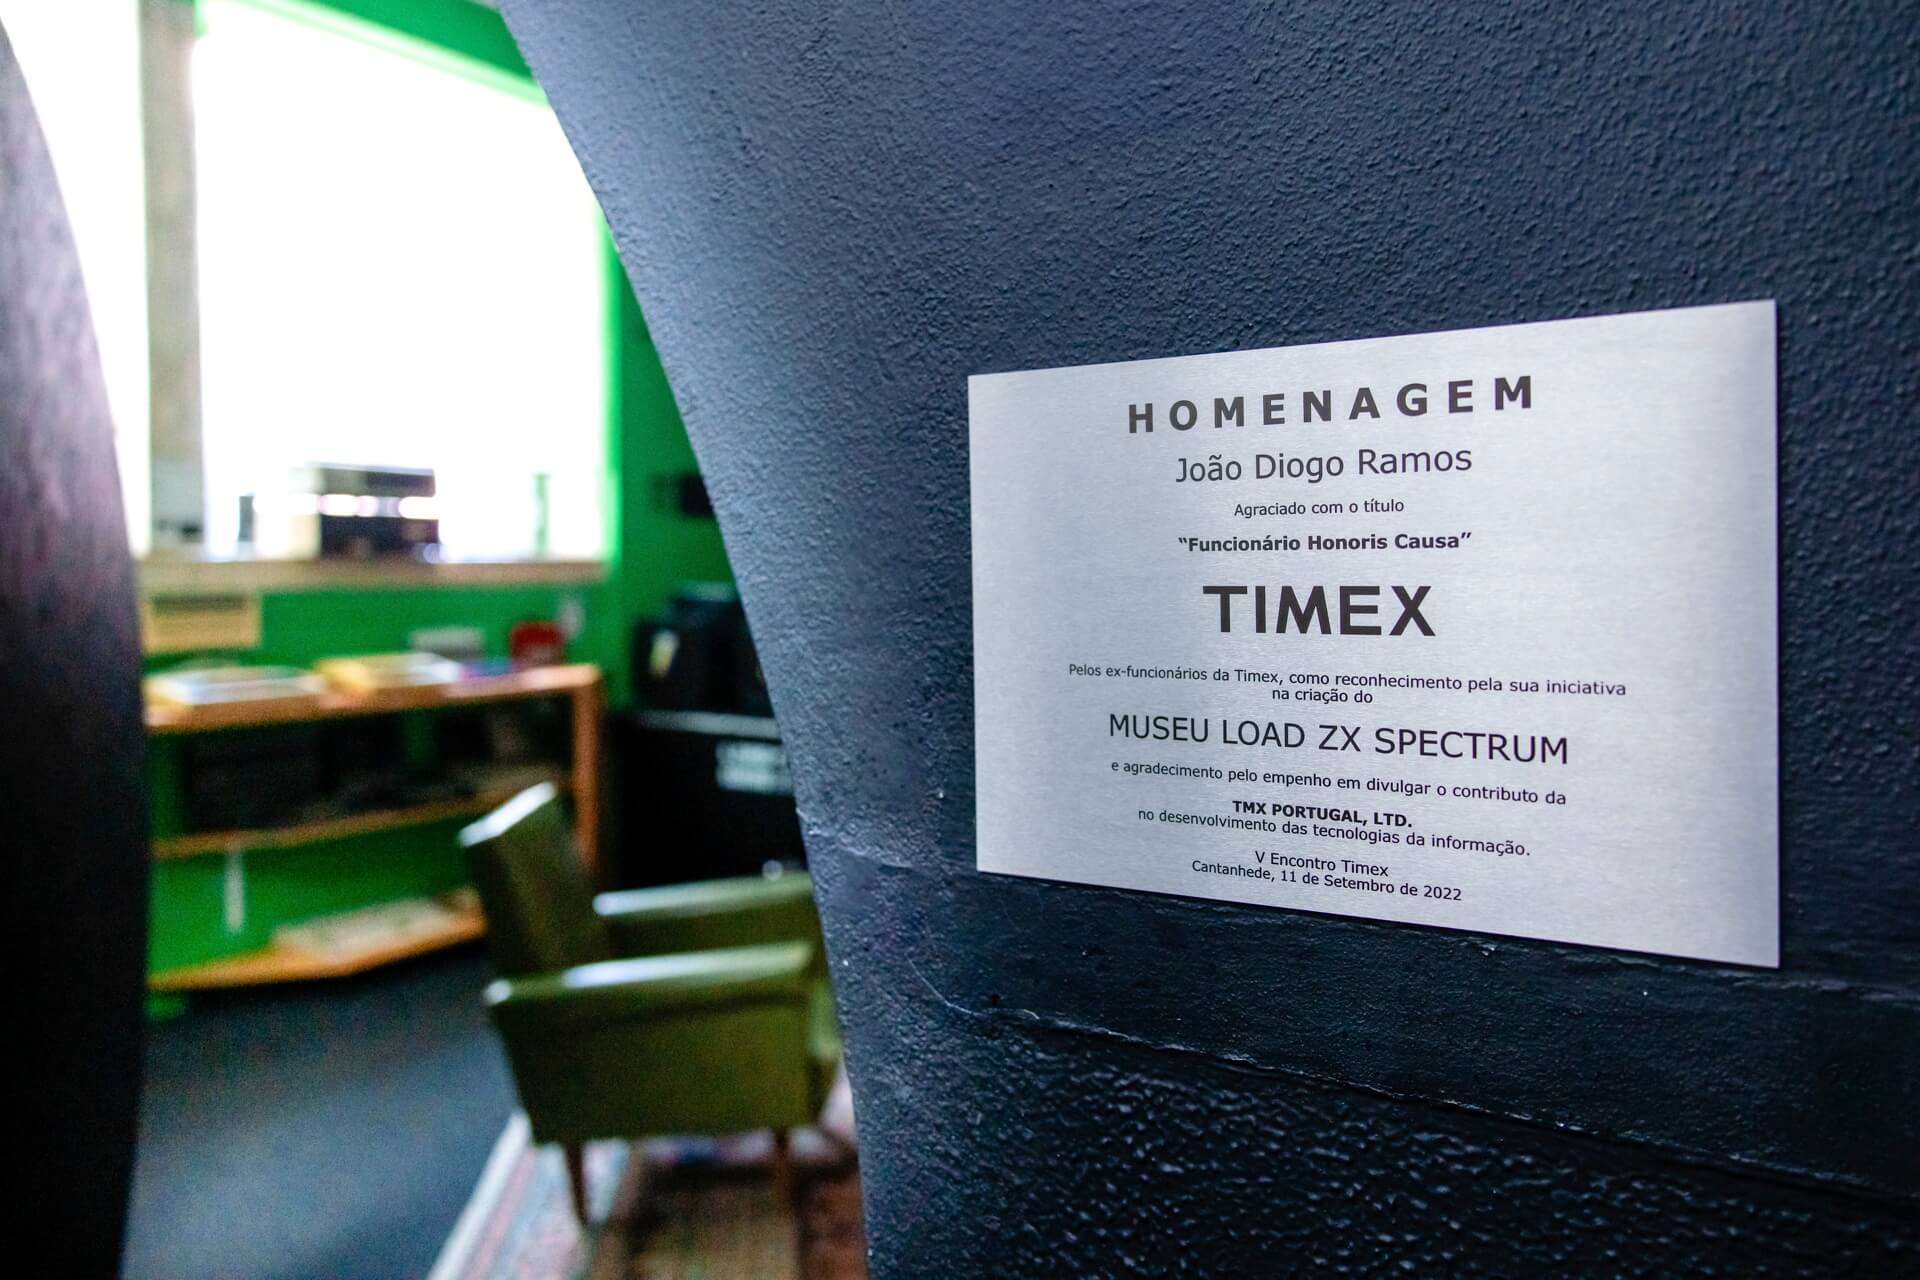 HOMENAGEM
João Diogo Ramos
Agraciado com o título
“Funcionário Honoris Causa”
TIMEX
Pelos ex-funcionários da Timex, como reconhecimento pela sua iniciativa
na criação do
MUSEU LOAD ZX SPECTRUM
e agradecimento pelo empenho em divulgar o contributo da
TMX PORTUGAL, LTD.
no desenvolvimento das tecnologias da informação.
V Encontro Timex
Cantanhede, 11 de Setembro de 2022